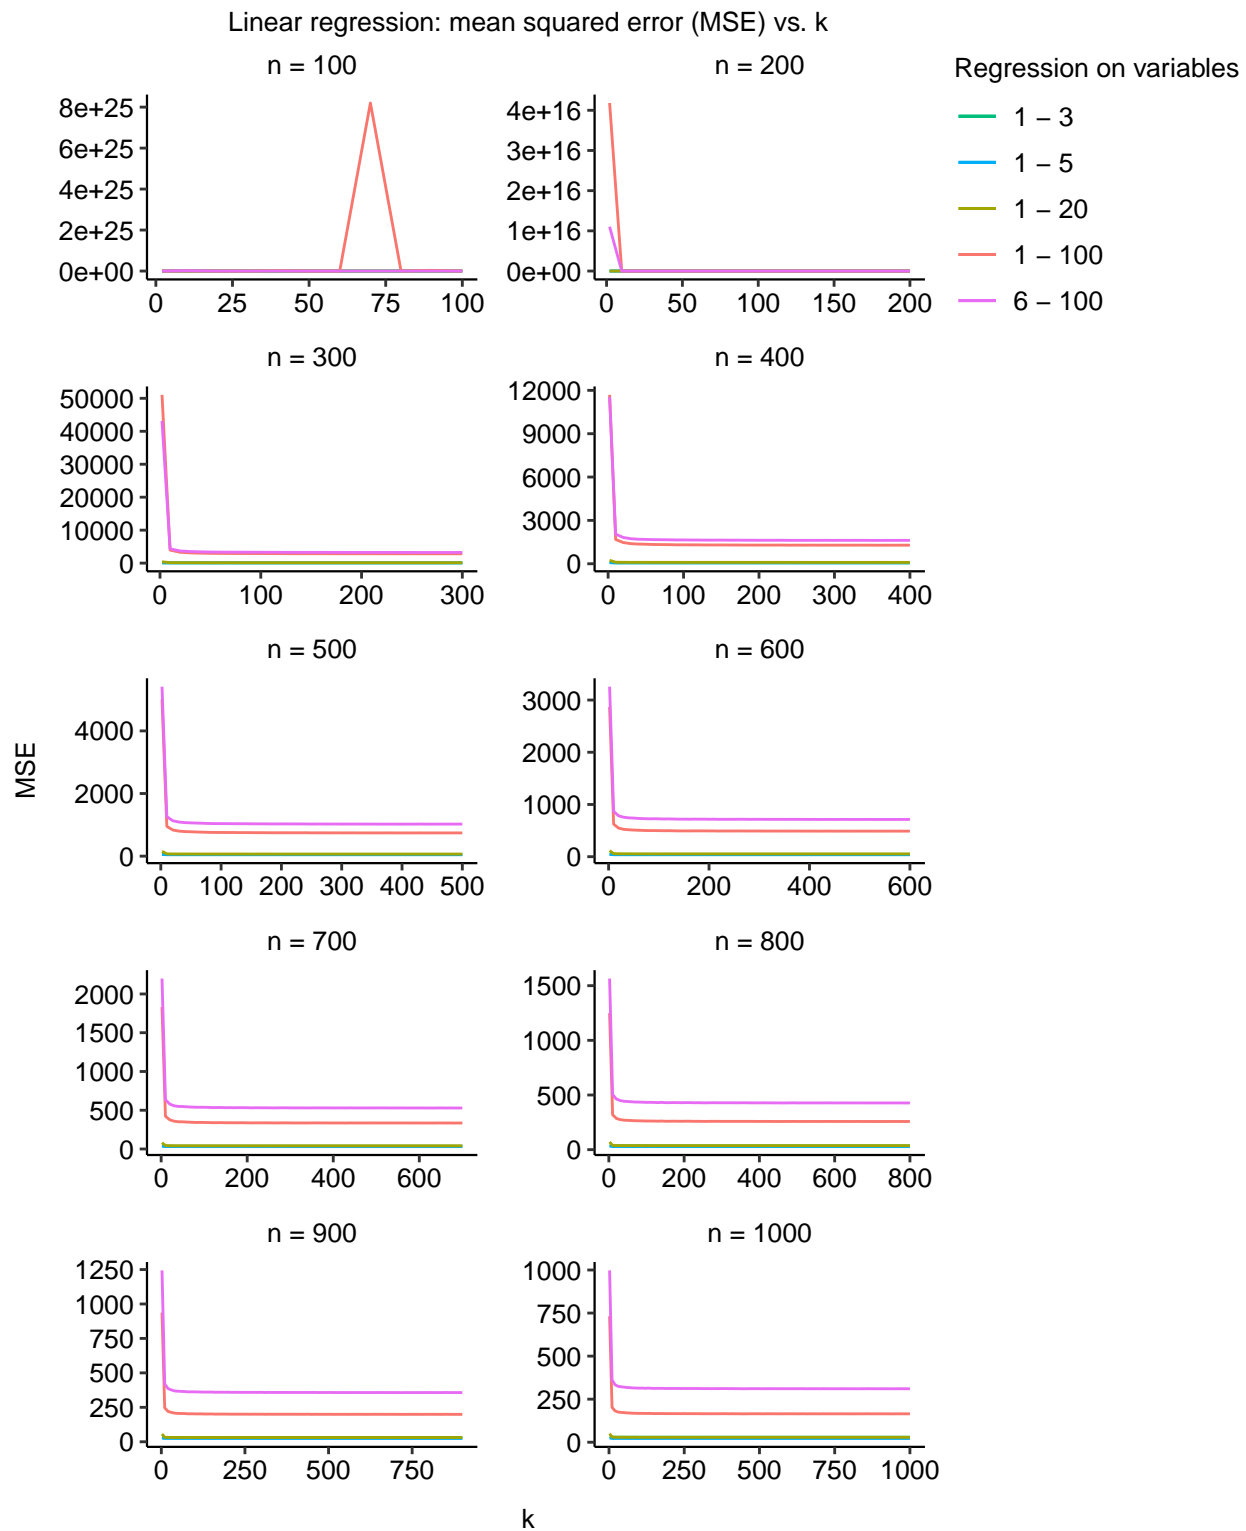 Linear regression: mean squared error (MSE) vs. k
n = 100
n = 200
Regression on variables
1 – 3
1 – 5
1 – 20
1 – 100
6 – 100
8e+25
6e+25
4e+25
2e+25
0e+00
0 25 50 75 100
4e+16
3e+16
2e+16
1e+16
0e+00
0 50 100 150 200
n = 300
n = 400
50000
40000
30000
20000
10000
0
0 100 200 300
12000
9000
6000
3000
0
0 100 200 300 400
n = 500
n = 600
MSE
4000
2000
0
0 100 200 300 400 500
3000
2000
1000
0
0 200 400 600
n = 700
n = 800
2000
1500
1000
500
0
0 200 400 600
1500
1000
500
0
0 200 400 600 800
n = 900
n = 1000
1250
1000
750
500
250
0
0 250 500 750
1000
750
500
250
0
0 250 500 750 1000
k